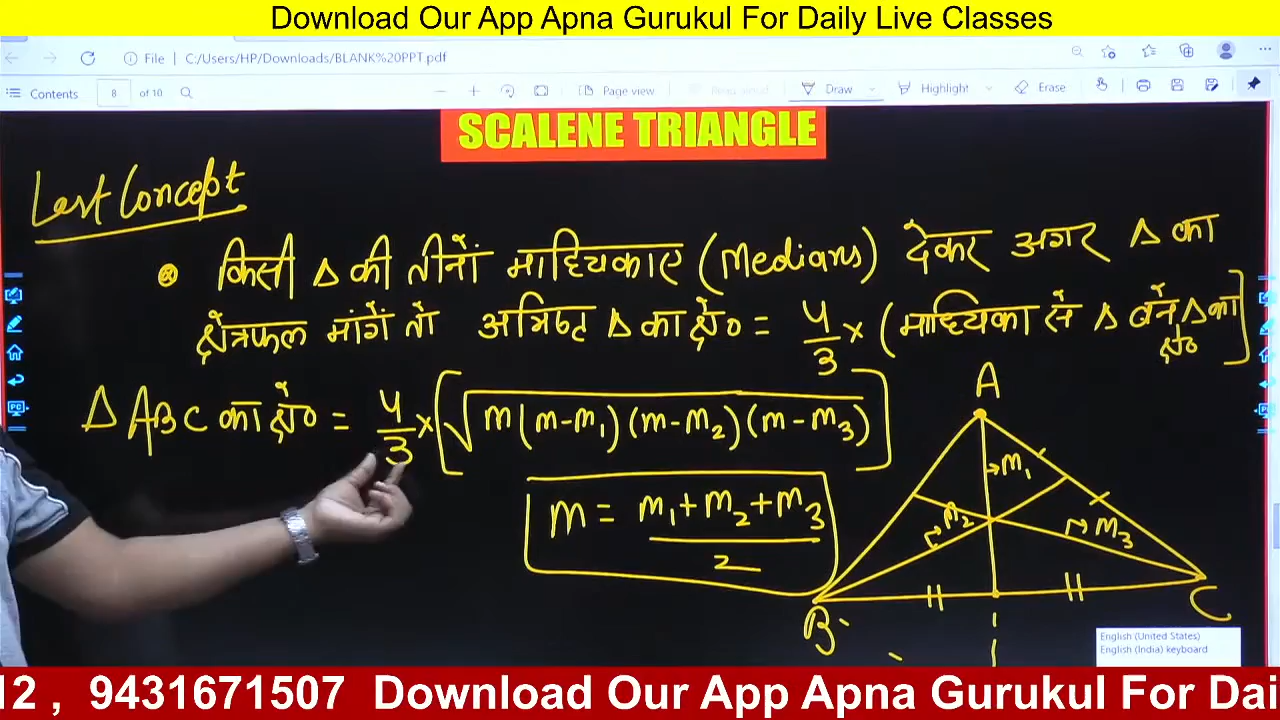 Download Our App Apna Gurukul For Daily Live Classes
File | C:/Users/HP/Downloads/BLANK%20PPT.pdf
Contents 8 of 10 Page view Read aloud Draw Highlight Erase
SCALENE TRIANGLE
Last Concept
किसी Δ की तीनों माध्यिकाए (Medians) देकर अगर Δ का
क्षेत्रफल मांगें तो अभिष्ट Δ का क्षे० = 4/3 × (माध्यिका से Δ बने Δ का क्षे०]
Δ ABC का क्षे० = 4/3 × [√m(m-m₁)(m-m₂)(m-m₃)]
m = m₁+m₂+m₃/2
A
m₁
m₂
m₃
B
C
English (United States)
English (India) keyboard
12 , 9431671507 Download Our App Apna Gurukul For Dai